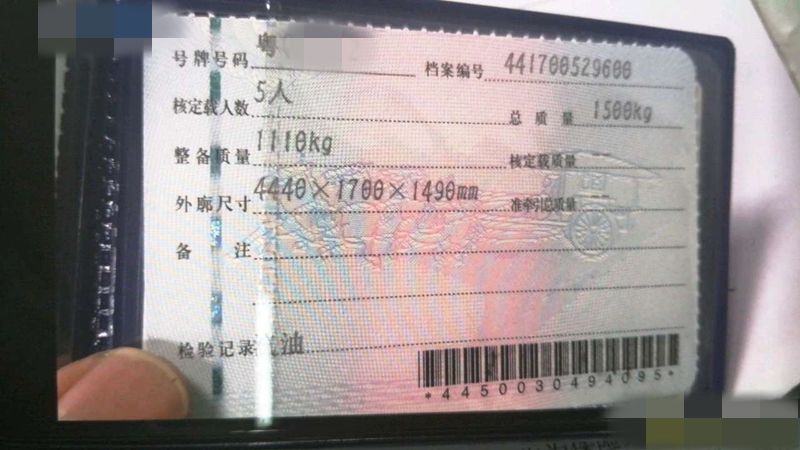 号牌号码 粤 档案编号 441700529600
核定载人数 5人 总质量 1500kg
整备质量 1110kg 核定载质量
外廓尺寸 4440×1700×1490mm 准牵引总质量
备注
检验记录 油
*4450030494095*